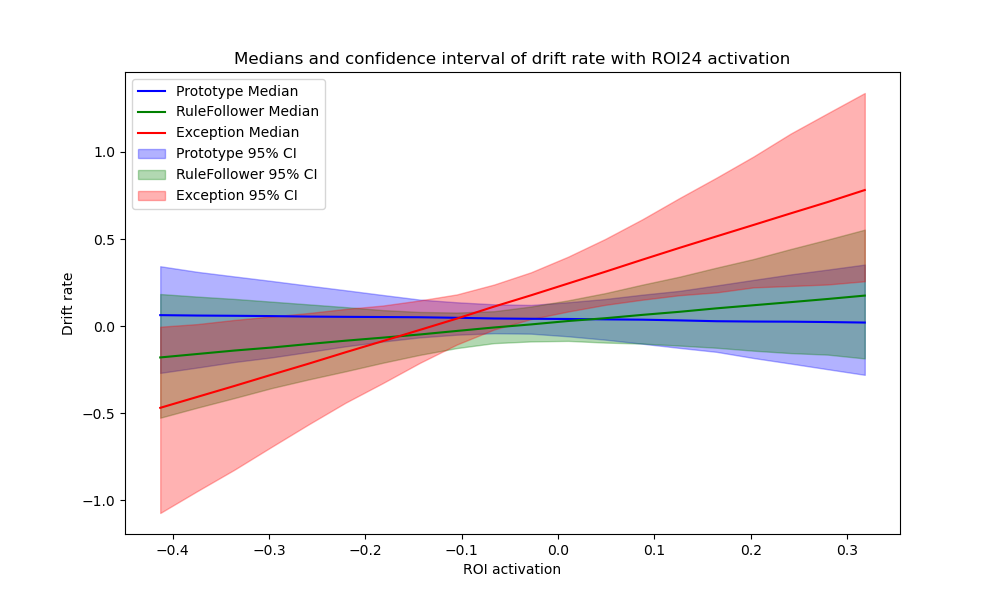 Medians and confidence interval of drift rate with ROI24 activation
Prototype Median
RuleFollower Median
Exception Median
Prototype 95% CI
RuleFollower 95% CI
Exception 95% CI
1.0
0.5
0.0
−0.5
−1.0
Drift rate
−0.4 −0.3 −0.2 −0.1 0.0 0.1 0.2 0.3
ROI activation